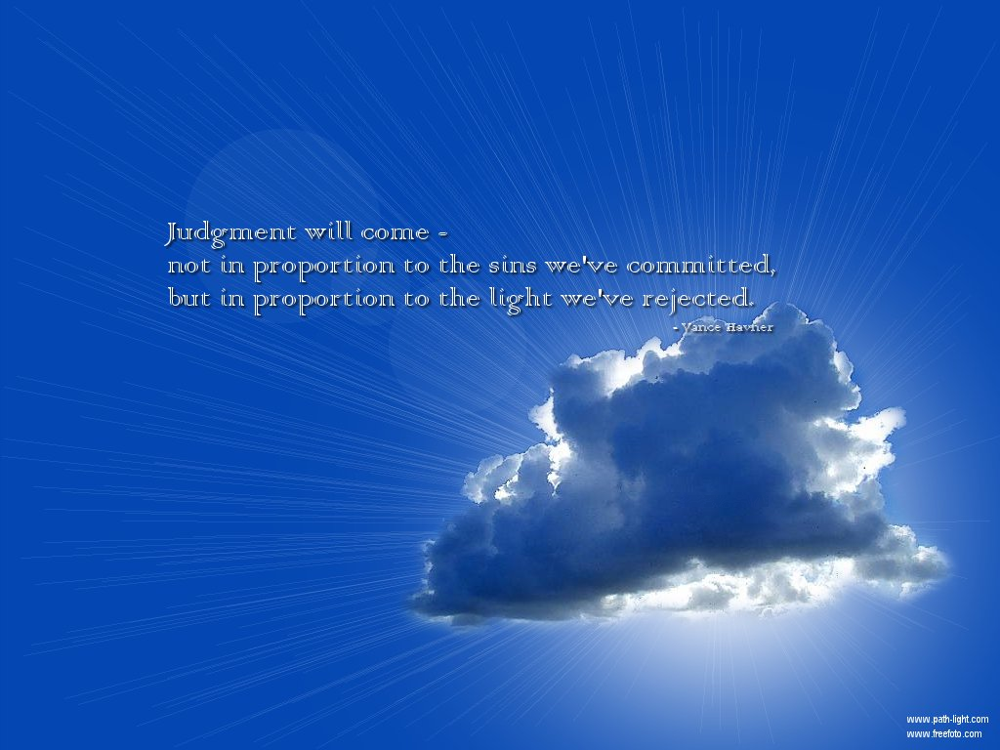 Judgment will come -
not in proportion to the sins we've committed,
but in proportion to the light we've rejected.
- Vance Havner
www.path-light.com
www.freefoto.com